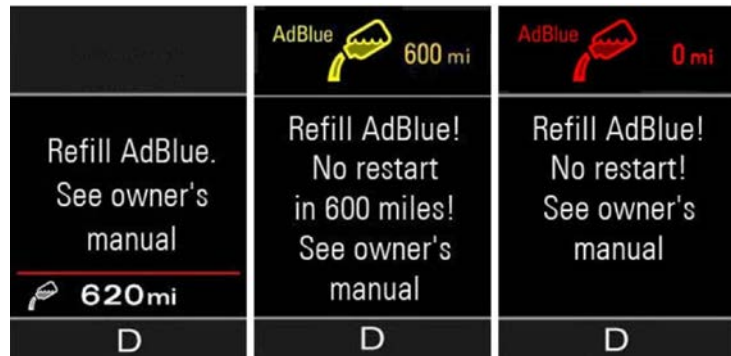 Refill AdBlue.
See owner's
manual
620mi
D
AdBlue 600 mi
Refill AdBlue!
No restart
in 600 miles!
See owner's
manual
D
AdBlue 0 mi
Refill AdBlue!
No restart!
See owner's
manual
D